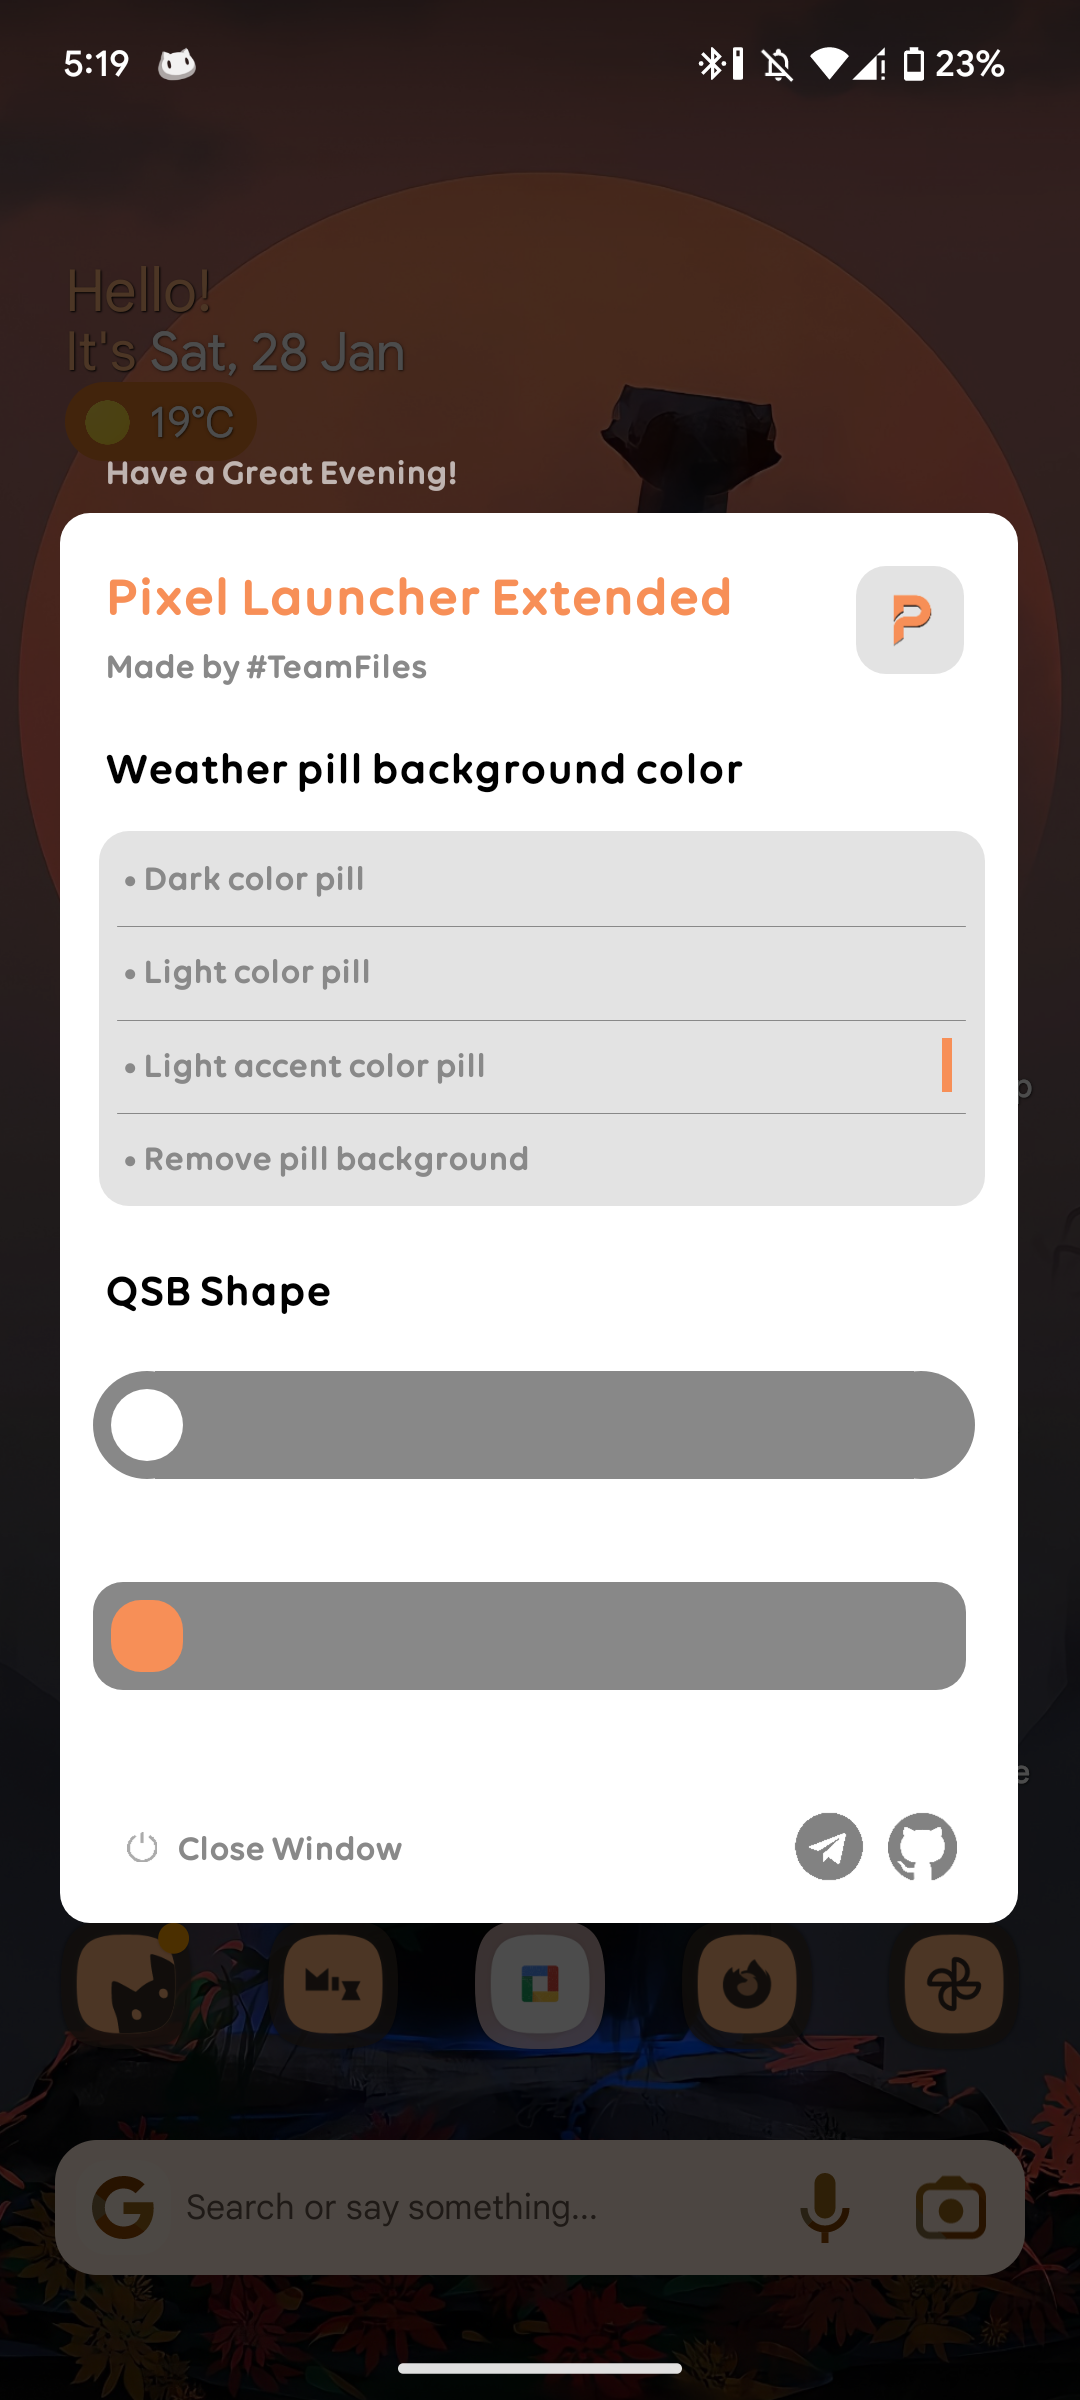 5:19
23%
Hello!
It's Sat, 28 Jan
19°C
Have a Great Evening!
Pixel Launcher Extended
P
Made by #TeamFiles
Weather pill background color
• Dark color pill
• Light color pill
• Light accent color pill
• Remove pill background
QSB Shape
p
e
Close Window
MiX
G Search or say something...